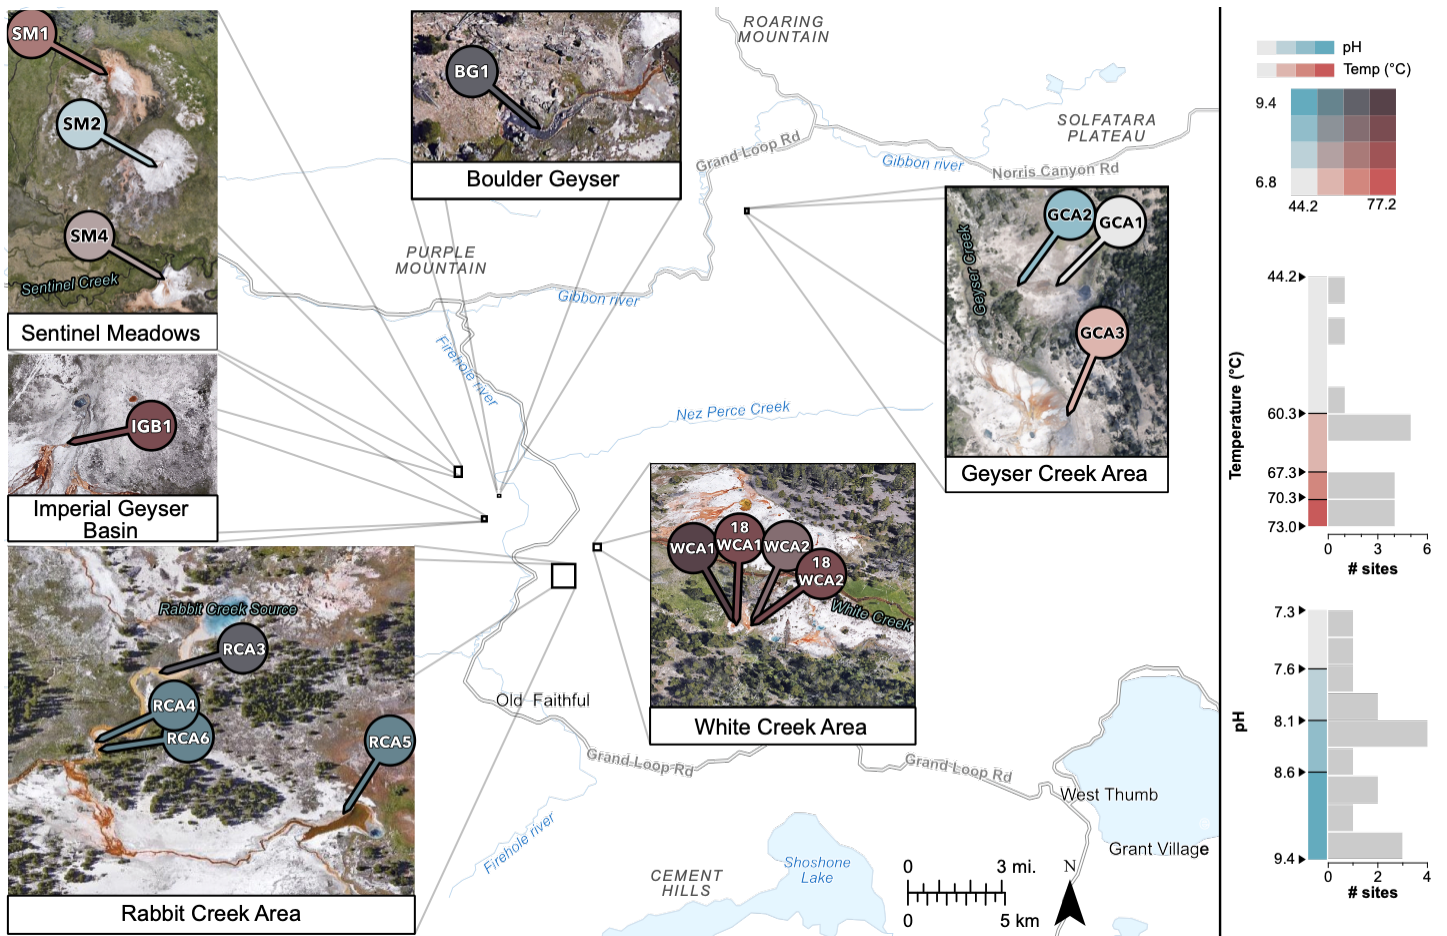 SM1
SM2
SM4
Sentinel Creek
Sentinel Meadows
IGB1
Imperial Geyser
Basin
Rabbit Creek Source
RCA3
RCA4
RCA6
RCA5
Rabbit Creek Area
BG1
Boulder Geyser
ROARING
MOUNTAIN
SOLFATARA
PLATEAU
Grand Loop Rd
Gibbon river
Norris Canyon Rd
PURPLE
MOUNTAIN
Gibbon river
Firehole river
Nez Perce Creek
GCA2
GCA1
Geyser Creek
GCA3
Geyser Creek Area
WCA1
18
WCA1
WCA2
18
WCA2
White Creek
White Creek Area
Old Faithful
Grand Loop Rd
Grand Loop Rd
West Thumb
Grant Village
Firehole river
CEMENT
HILLS
Shoshone
Lake
0 3 mi.
0 5 km
N
pH
Temp (°C)
9.4
6.8
44.2 77.2
Temperature (°C)
44.2
60.3
67.3
70.3
73.0
0 3 6
# sites
pH
7.3
7.6
8.1
8.6
9.4
0 2 4
# sites